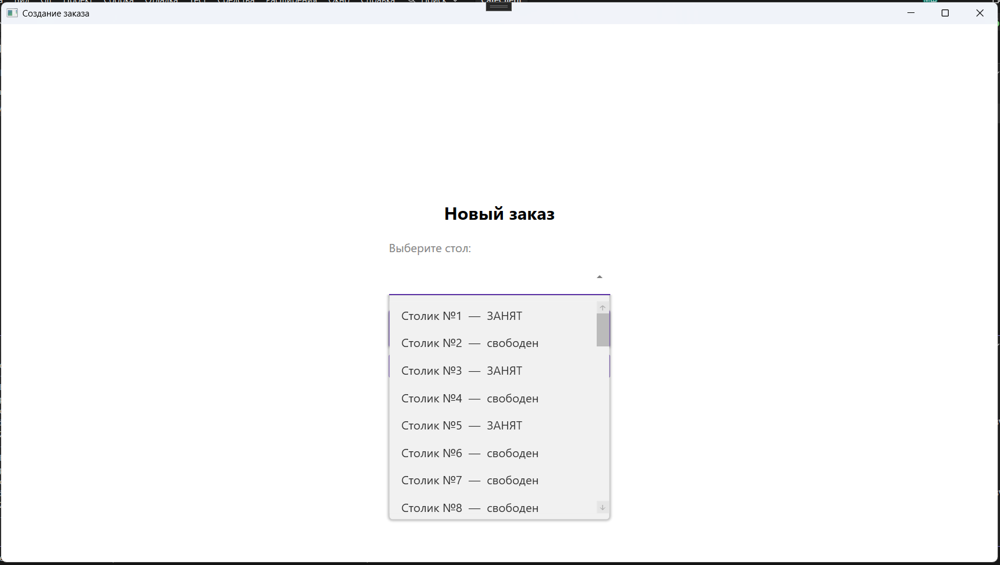 Создание заказа
Новый заказ
Выберите стол:
Столик №1 — ЗАНЯТ
Столик №2 — свободен
Столик №3 — ЗАНЯТ
Столик №4 — свободен
Столик №5 — ЗАНЯТ
Столик №6 — свободен
Столик №7 — свободен
Столик №8 — свободен